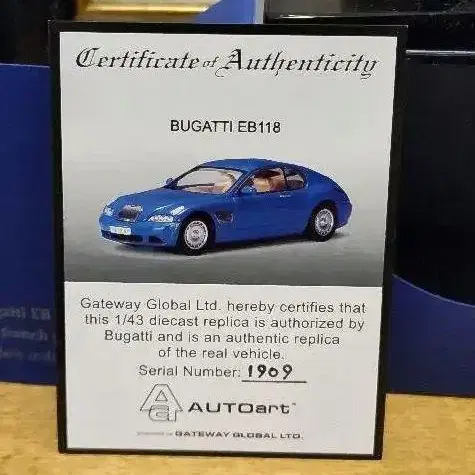 Certificate of Authenticity
BUGATTI EB118
Gateway Global Ltd. hereby certifies that
this 1/43 diecast replica is authorized by
Bugatti and is an authentic replica
of the real vehicle.
Serial Number: 1909
AUTOart
GATEWAY GLOBAL LTD.